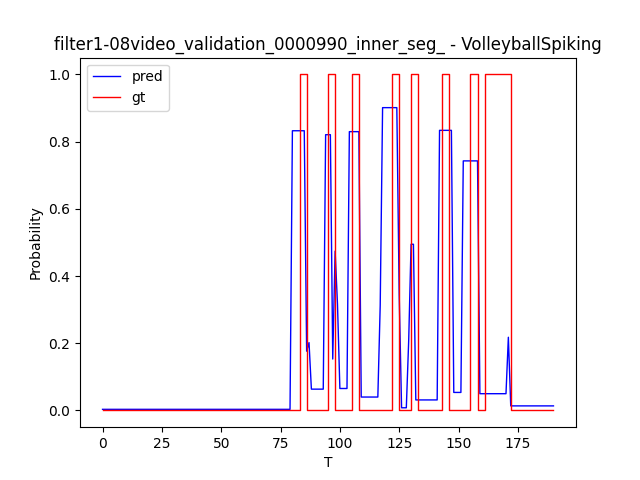 filter1-08video_validation_0000990_inner_seg_ - VolleyballSpiking
pred
gt
1.0
0.8
0.6
0.4
0.2
0.0
Probability
0 25 50 75 100 125 150 175
T